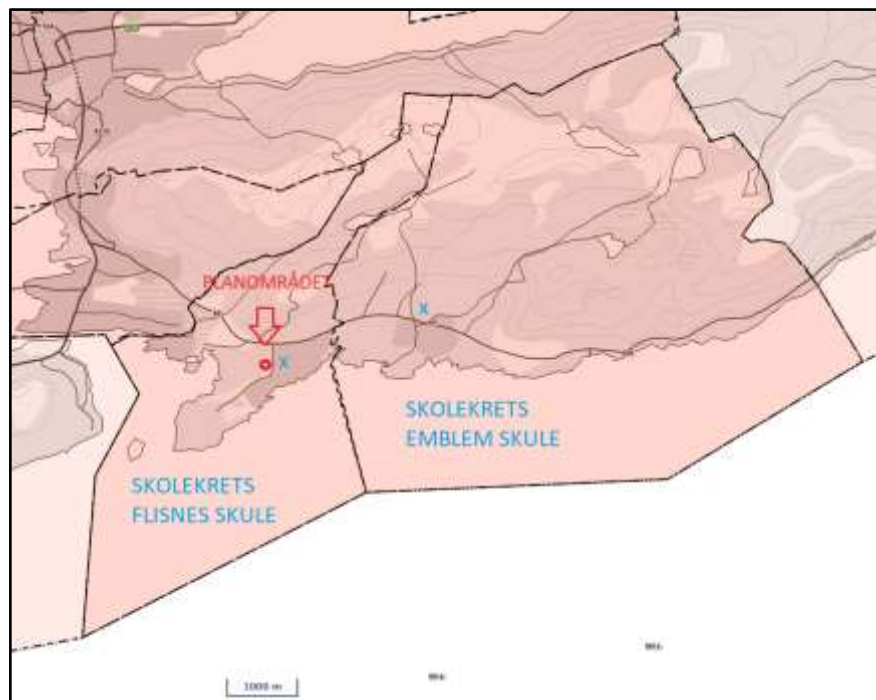 PLANOMRÅDET
X
X
SKOLEKRETS
EMBLEM SKULE
SKOLEKRETS
FLISNES SKULE
1000 m